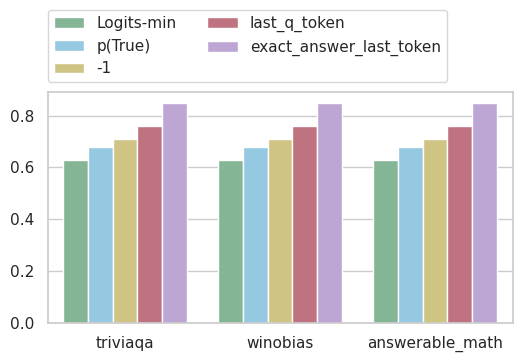 Logits-min
p(True)
-1
last_q_token
exact_answer_last_token
0.8
0.6
0.4
0.2
0.0
triviaqa
winobias
answerable_math